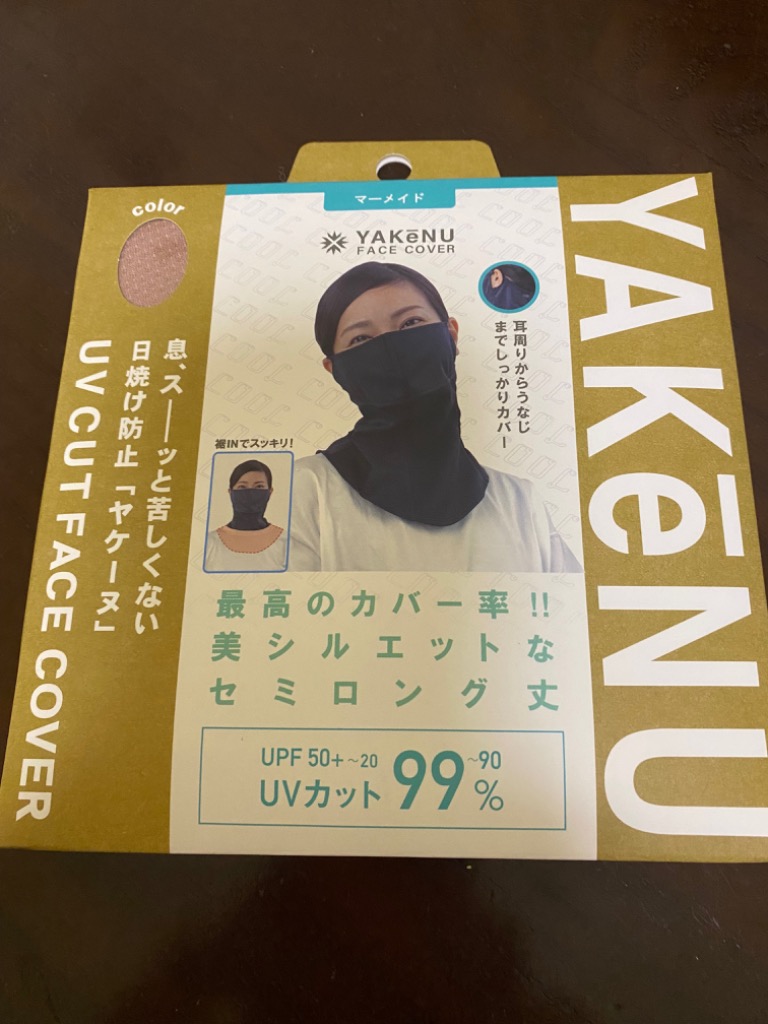 color
息、ス――ッと苦しくない
日焼け防止「ヤケーヌ」
UV CUT FACE COVER
マーメイド
YAKēNU
FACE COVER
耳周りからうなじ
までしっかりカバー
裾INでスッキリ!
最高のカバー率!!
美シルエットな
セミロング丈
UPF 50+~20
UVカット 99~90%
YAKēNU